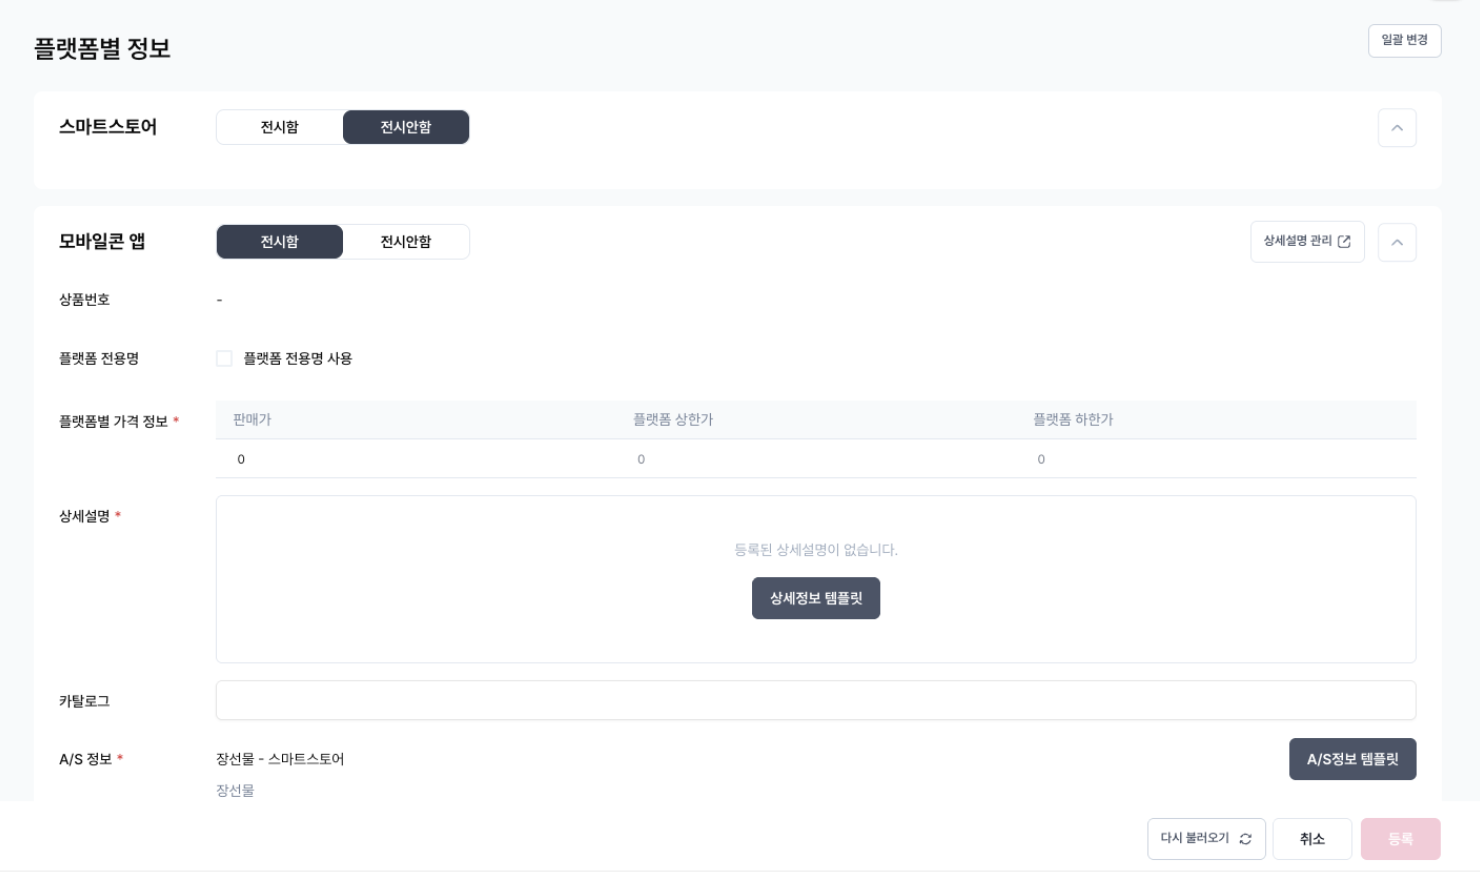 플랫폼별 정보
일괄 변경
스마트스토어
전시함
전시안함
모바일콘 앱
전시함
전시안함
상세설명 관리
상품번호
-
플랫폼 전용명
플랫폼 전용명 사용
플랫폼별 가격 정보 *
판매가
플랫폼 상한가
플랫폼 하한가
0
0
0
상세설명 *
등록된 상세설명이 없습니다.
상세정보 템플릿
카탈로그
A/S 정보 *
장선물 - 스마트스토어
A/S정보 템플릿
장선물
다시 불러오기
취소
등록